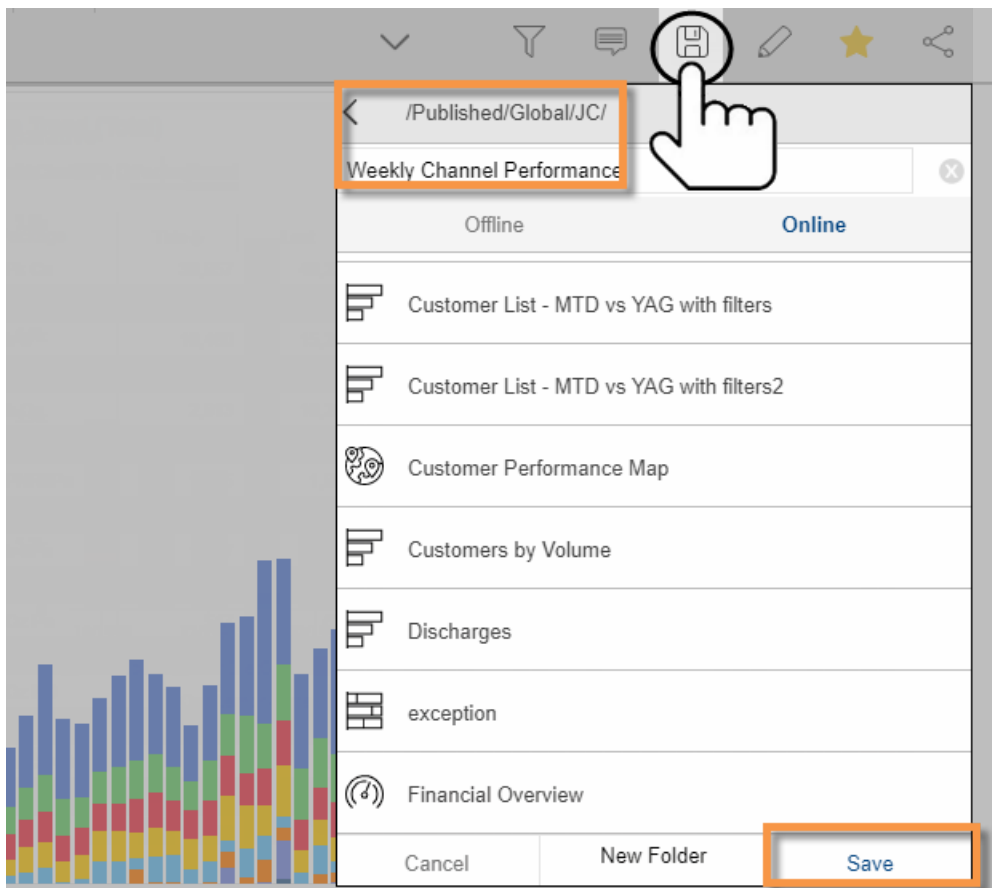 /Published/Global/JC/
Weekly Channel Performance
Offline Online
Customer List - MTD vs YAG with filters
Customer List - MTD vs YAG with filters2
Customer Performance Map
Customers by Volume
Discharges
exception
Financial Overview
Cancel New Folder Save